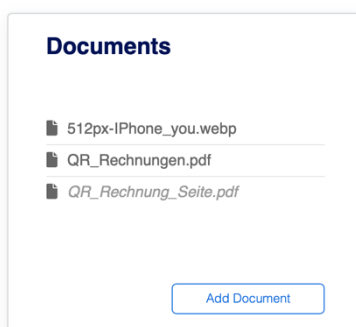 Documents
512px-IPhone_you.webp
QR_Rechnungen.pdf
QR_Rechnung_Seite.pdf
Add Document